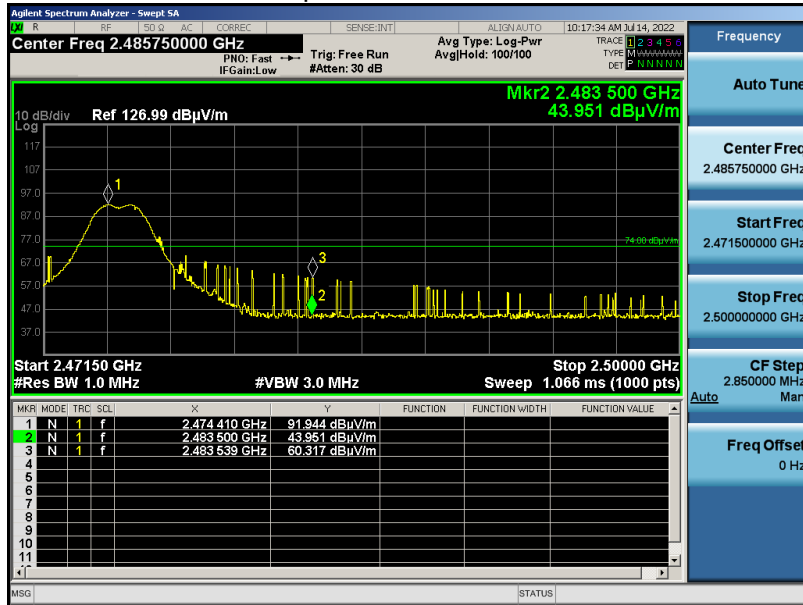 Agilent Spectrum Analyzer - Swept SA
LXI R RF 50 Ω AC CORREC SENSE:INT ALIGN AUTO 10:17:34 AM Jul 14, 2022
Center Freq 2.485750000 GHz
PNO: Fast
IFGain:Low
Trig: Free Run
#Atten: 30 dB
Avg Type: Log-Pwr
Avg|Hold: 100/100
TRACE 1 2 3 4 5 6
TYPE M
DET P N N N N N
Mkr2 2.483 500 GHz
43.951 dBµV/m
10 dB/div Ref 126.99 dBµV/m
Log
117
107
97.0
87.0
77.0
67.0
57.0
47.0
37.0
1
74.00 dBµV/m
3
2
Start 2.47150 GHz Stop 2.50000 GHz
#Res BW 1.0 MHz #VBW 3.0 MHz Sweep 1.066 ms (1000 pts)
MKR MODE TRC SCL X Y FUNCTION FUNCTION WIDTH FUNCTION VALUE
1 N 1 f 2.474 410 GHz 91.944 dBµV/m
2 N 1 f 2.483 500 GHz 43.951 dBµV/m
3 N 1 f 2.483 539 GHz 60.317 dBµV/m
4
5
6
7
8
9
10
11
MSG STATUS
Frequency
Auto Tune
Center Freq
2.485750000 GHz
Start Freq
2.471500000 GHz
Stop Freq
2.500000000 GHz
CF Step
2.850000 MHz
Auto Man
Freq Offset
0 Hz